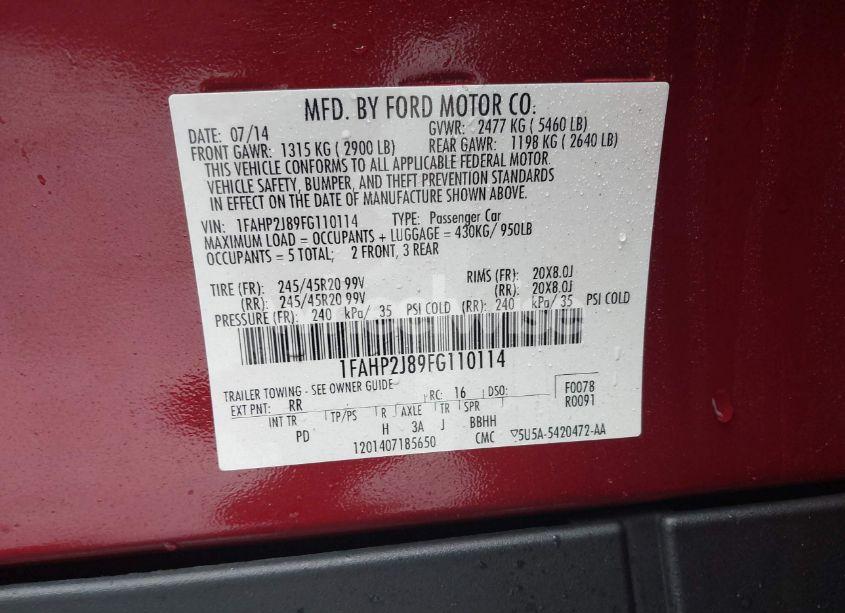 MFD. BY FORD MOTOR CO.
DATE: 07/14 GVWR: 2477 KG ( 5460 LB)
FRONT GAWR: 1315 KG ( 2900 LB) REAR GAWR: 1198 KG ( 2640 LB)
THIS VEHICLE CONFORMS TO ALL APPLICABLE FEDERAL MOTOR
VEHICLE SAFETY, BUMPER, AND THEFT PREVENTION STANDARDS
IN EFFECT ON THE DATE OF MANUFACTURE SHOWN ABOVE.
VIN: 1FAHP2J89FG110114 TYPE: Passenger Car
MAXIMUM LOAD = OCCUPANTS + LUGGAGE = 430KG/ 950LB
OCCUPANTS = 5 TOTAL; 2 FRONT, 3 REAR
TIRE (FR): 245/45R20 99V RIMS (FR): 20X8.0J
(RR): 245/45R20 99V (RR): 20X8.0J
PRESSURE (FR): 240 kPa/ 35 PSI COLD (RR): 240 kPa/ 35 PSI COLD
1FAHP2J89FG110114
TRAILER TOWING - SEE OWNER GUIDE RC: 16 DSO: F0078
EXT PNT: RR R0091
INT TR TP/PS R AXLE TR SPR
PD H 3A J BBHH
1201407185650 CMC ▽5U5A-5420472-AA